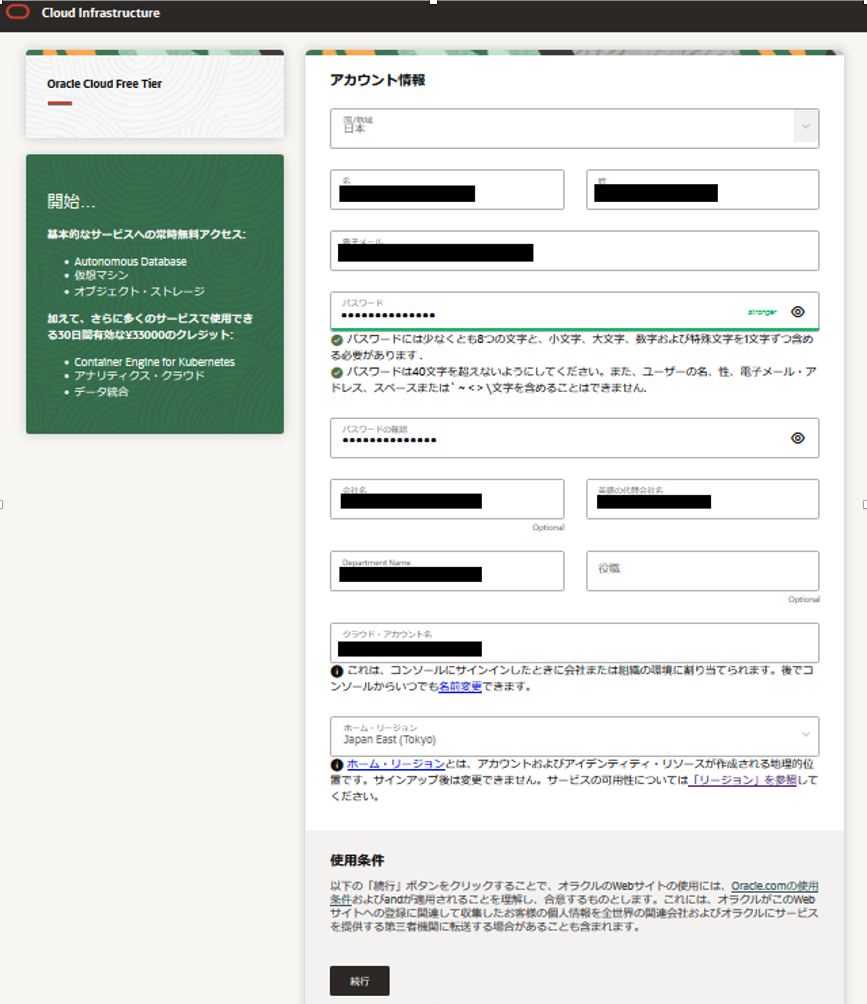 Cloud Infrastructure
Oracle Cloud Free Tier
開始...
基本的なサービスへの常時無料アクセス:
• Autonomous Database
• 仮想マシン
• オブジェクト・ストレージ
加えて、さらに多くのサービスで使用でき
る30日間有効な¥33000のクレジット:
• Container Engine for Kubernetes
• アナリティクス・クラウド
• データ統合
アカウント情報
国/地域
日本
名
姓
電子メール
パスワード
•••••••••••••• stronger
パスワードには少なくとも8つの文字と、小文字、大文字、数字および特殊文字を1文字ずつ含め
る必要があります.
パスワードは40文字を超えないようにしてください。また、ユーザーの名、性、電子メール・ア
ドレス、スペースまたは` ~ < > \文字を含めることはできません.
パスワードの確認
••••••••••••••
会社名
英語の代替会社名
Optional
Department Name
役職
Optional
クラウド・アカウント名
これは、コンソールにサインインしたときに会社または組織の環境に割り当てられます。後でコ
ンソールからいつでも名前変更できます。
ホーム・リージョン
Japan East (Tokyo)
ホーム・リージョンとは、アカウントおよびアイデンティティ・リソースが作成される地理的位
置です。サインアップ後は変更できません。サービスの可用性については「リージョン」を参照して
ください。
使用条件
以下の「続行」ボタンをクリックすることで、オラクルのWebサイトの使用には、Oracle.comの使用
条件およびandが適用されることを理解し、合意するものとします。これには、オラクルがこのWeb
サイトへの登録に関連して収集したお客様の個人情報を全世界の関連会社およびオラクルにサービス
を提供する第三者機関に転送する場合があることも含まれます。
続行